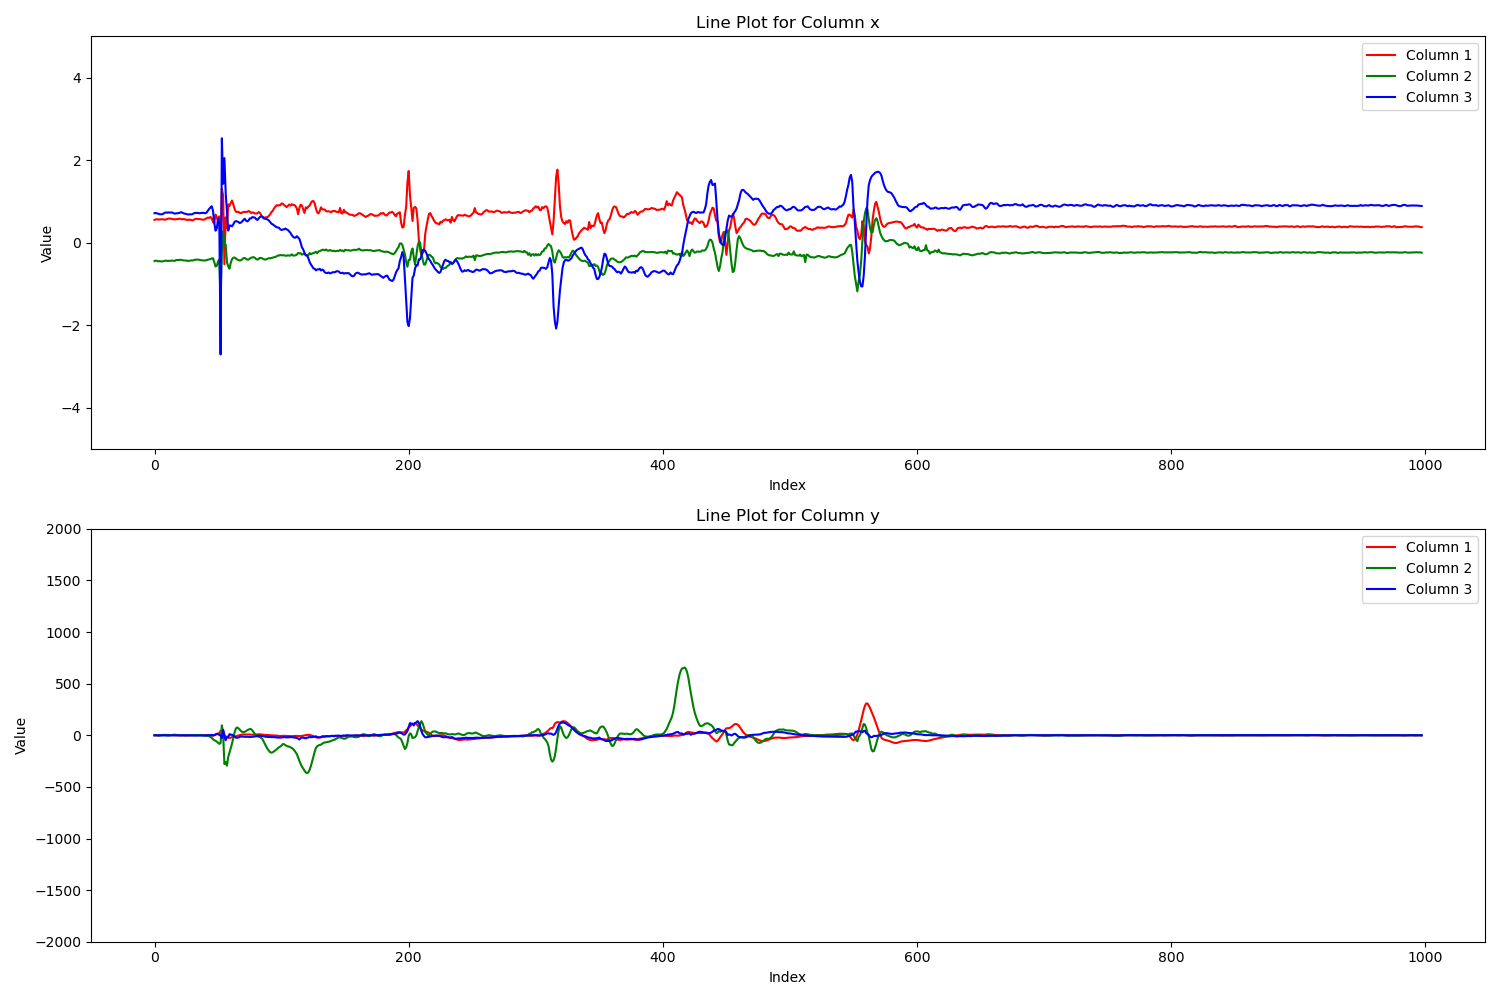 Line Plot for Column x
Value
4
2
0
−2
−4
Column 1
Column 2
Column 3
0 200 400 600 800 1000
Index
Line Plot for Column y
Value
2000
1500
1000
500
0
−500
−1000
−1500
−2000
Column 1
Column 2
Column 3
0 200 400 600 800 1000
Index